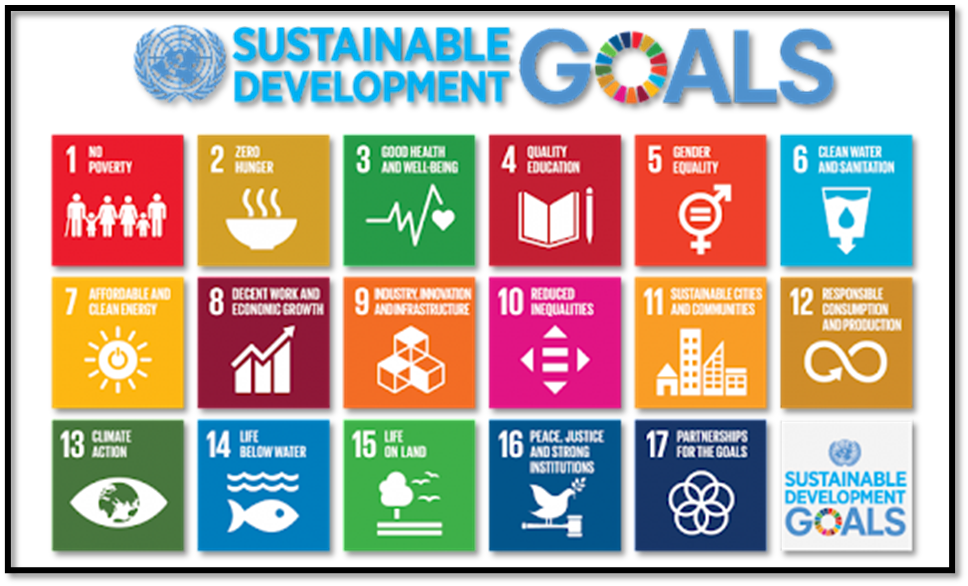 SUSTAINABLE
DEVELOPMENT
GOALS
1 NO
POVERTY
2 ZERO
HUNGER
3 GOOD HEALTH
AND WELL-BEING
4 QUALITY
EDUCATION
5 GENDER
EQUALITY
6 CLEAN WATER
AND SANITATION
7 AFFORDABLE AND
CLEAN ENERGY
8 DECENT WORK AND
ECONOMIC GROWTH
9 INDUSTRY, INNOVATION
AND INFRASTRUCTURE
10 REDUCED
INEQUALITIES
11 SUSTAINABLE CITIES
AND COMMUNITIES
12 RESPONSIBLE
CONSUMPTION
AND PRODUCTION
13 CLIMATE
ACTION
14 LIFE
BELOW WATER
15 LIFE
ON LAND
16 PEACE, JUSTICE
AND STRONG
INSTITUTIONS
17 PARTNERSHIPS
FOR THE GOALS
SUSTAINABLE
DEVELOPMENT
GOALS